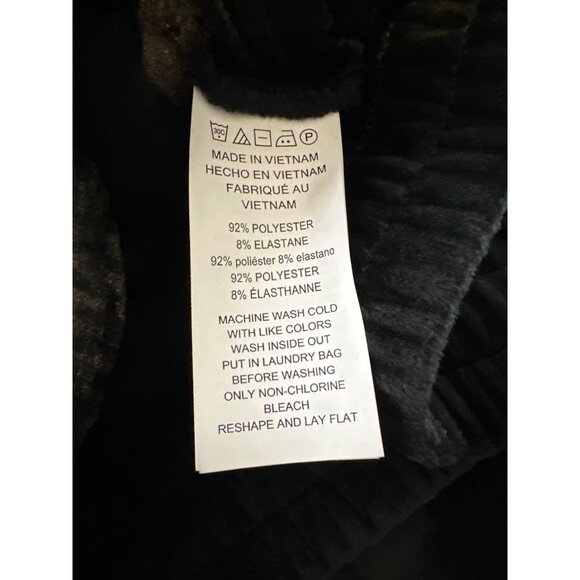 30C P
MADE IN VIETNAM
HECHO EN VIETNAM
FABRIQUÉ AU
VIETNAM
92% POLYESTER
8% ELASTANE
92% poliéster 8% elastano
92% POLYESTER
8% ÉLASTHANNE
MACHINE WASH COLD
WITH LIKE COLORS
WASH INSIDE OUT
PUT IN LAUNDRY BAG
BEFORE WASHING
ONLY NON-CHLORINE
BLEACH
RESHAPE AND LAY FLAT